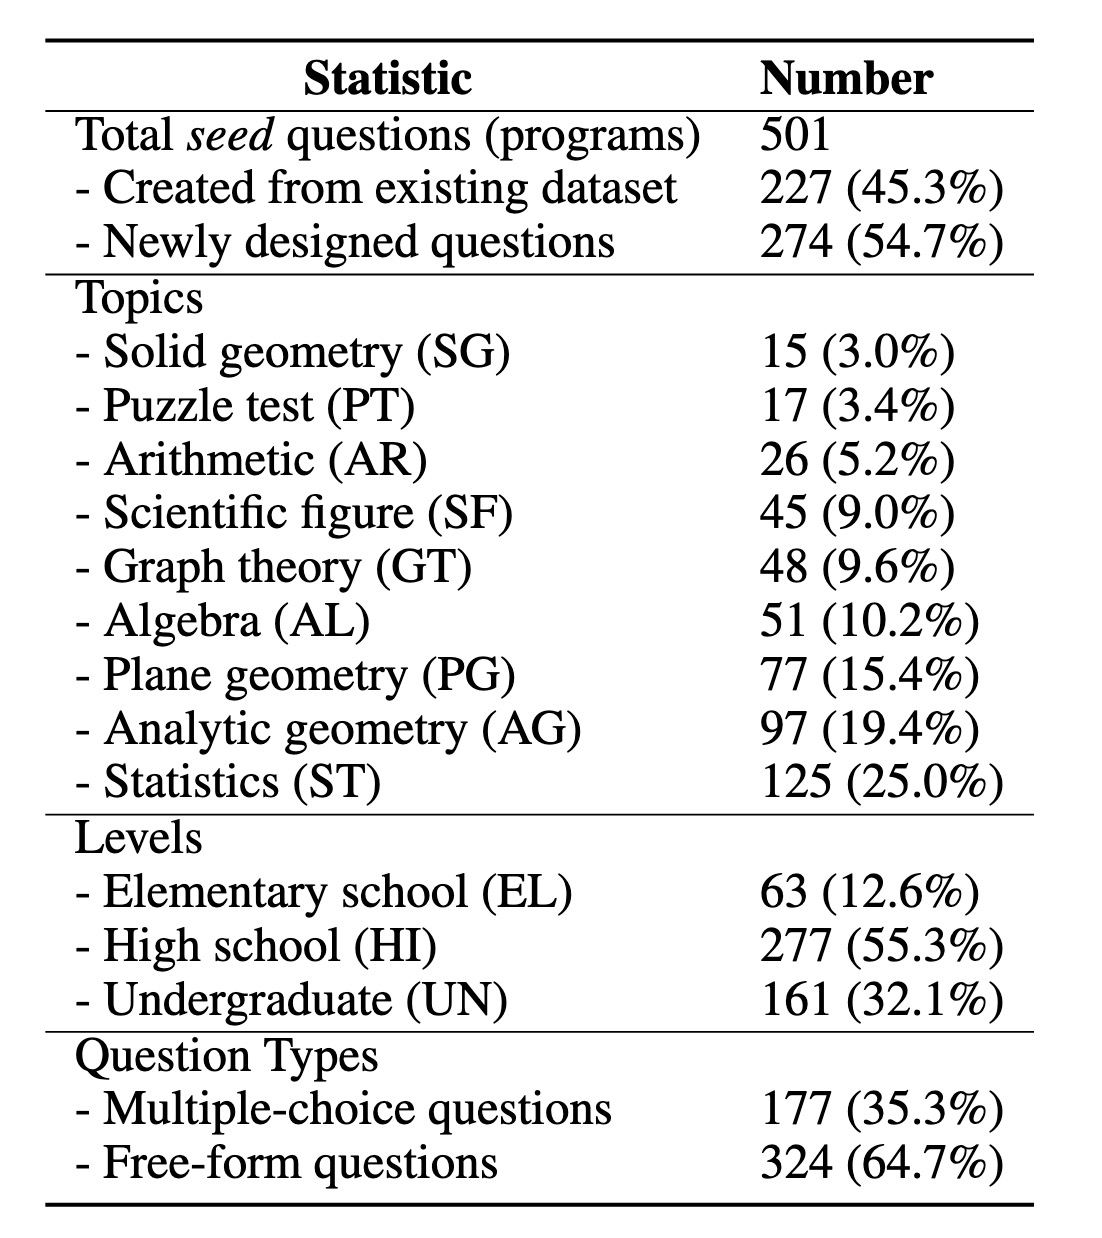 Statistic Number
Total seed questions (programs) 501
- Created from existing dataset 227 (45.3%)
- Newly designed questions 274 (54.7%)
Topics
- Solid geometry (SG) 15 (3.0%)
- Puzzle test (PT) 17 (3.4%)
- Arithmetic (AR) 26 (5.2%)
- Scientific figure (SF) 45 (9.0%)
- Graph theory (GT) 48 (9.6%)
- Algebra (AL) 51 (10.2%)
- Plane geometry (PG) 77 (15.4%)
- Analytic geometry (AG) 97 (19.4%)
- Statistics (ST) 125 (25.0%)
Levels
- Elementary school (EL) 63 (12.6%)
- High school (HI) 277 (55.3%)
- Undergraduate (UN) 161 (32.1%)
Question Types
- Multiple-choice questions 177 (35.3%)
- Free-form questions 324 (64.7%)